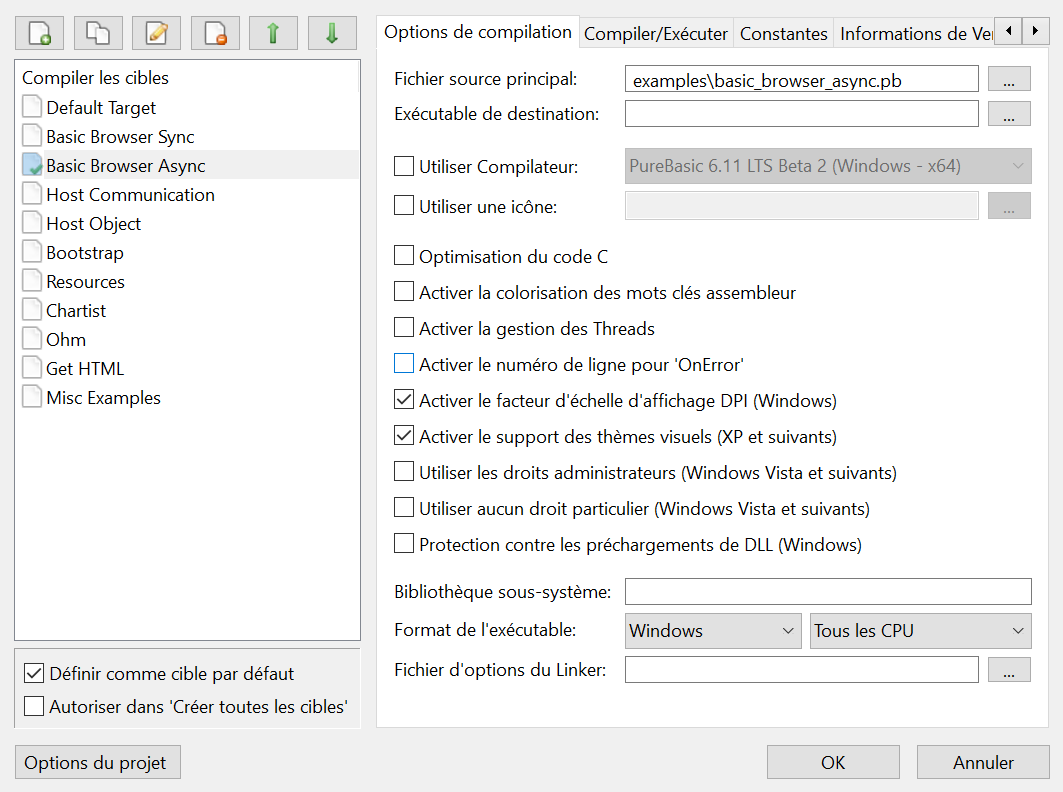 Compiler les cibles
Default Target
Basic Browser Sync
Basic Browser Async
Host Communication
Host Object
Bootstrap
Resources
Chartist
Ohm
Get HTML
Misc Examples
Définir comme cible par défaut
Autoriser dans 'Créer toutes les cibles'
Options de compilation Compiler/Exécuter Constantes Informations de Ver
Fichier source principal: examples\basic_browser_async.pb ...
Exécutable de destination: ...
Utiliser Compilateur: PureBasic 6.11 LTS Beta 2 (Windows - x64)
Utiliser une icône: ...
Optimisation du code C
Activer la colorisation des mots clés assembleur
Activer la gestion des Threads
Activer le numéro de ligne pour 'OnError'
Activer le facteur d'échelle d'affichage DPI (Windows)
Activer le support des thèmes visuels (XP et suivants)
Utiliser les droits administrateurs (Windows Vista et suivants)
Utiliser aucun droit particulier (Windows Vista et suivants)
Protection contre les préchargements de DLL (Windows)
Bibliothèque sous-système:
Format de l'exécutable: Windows Tous les CPU
Fichier d'options du Linker: ...
Options du projet OK Annuler